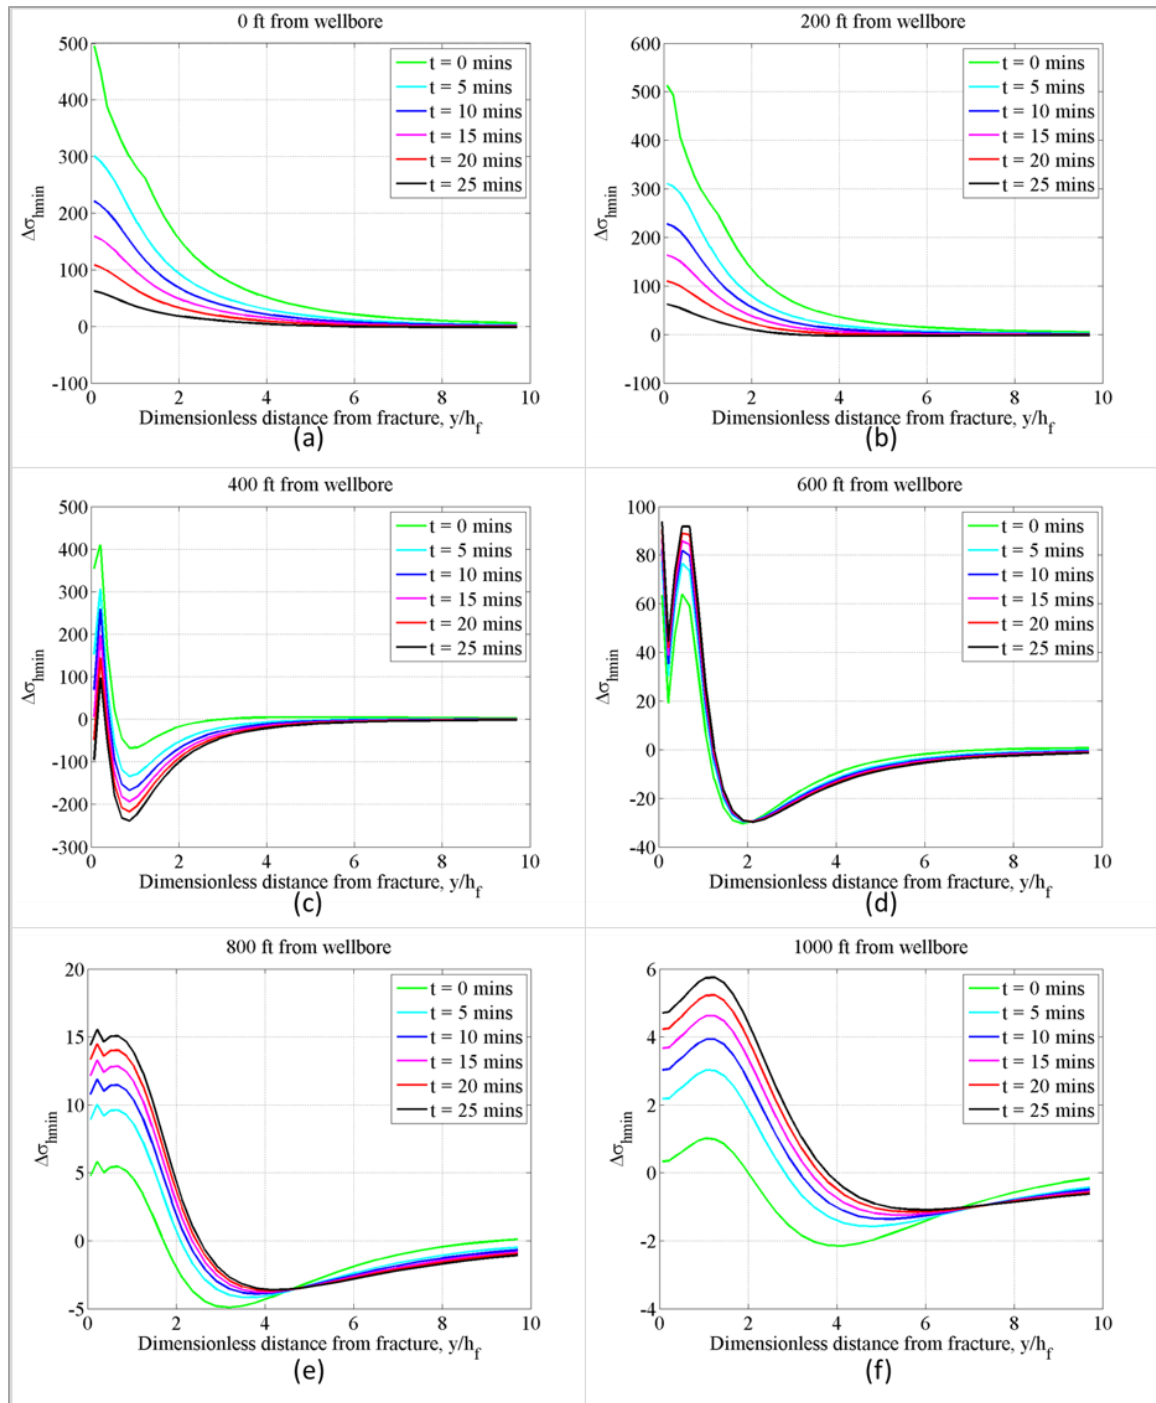 0 ft from wellbore
500
400
300
200
100
0
-100
Δσhmin
t = 0 mins
t = 5 mins
t = 10 mins
t = 15 mins
t = 20 mins
t = 25 mins
0 2 4 6 8 10
Dimensionless distance from fracture, y/hf
(a)
200 ft from wellbore
600
500
400
300
200
100
0
-100
Δσhmin
t = 0 mins
t = 5 mins
t = 10 mins
t = 15 mins
t = 20 mins
t = 25 mins
0 2 4 6 8 10
Dimensionless distance from fracture, y/hf
(b)
400 ft from wellbore
500
400
300
200
100
0
-100
-200
-300
Δσhmin
t = 0 mins
t = 5 mins
t = 10 mins
t = 15 mins
t = 20 mins
t = 25 mins
0 2 4 6 8 10
Dimensionless distance from fracture, y/hf
(c)
600 ft from wellbore
100
80
60
40
20
0
-20
-40
Δσhmin
t = 0 mins
t = 5 mins
t = 10 mins
t = 15 mins
t = 20 mins
t = 25 mins
0 2 4 6 8 10
Dimensionless distance from fracture, y/hf
(d)
800 ft from wellbore
20
15
10
5
0
-5
Δσhmin
t = 0 mins
t = 5 mins
t = 10 mins
t = 15 mins
t = 20 mins
t = 25 mins
0 2 4 6 8 10
Dimensionless distance from fracture, y/hf
(e)
1000 ft from wellbore
6
4
2
0
-2
-4
Δσhmin
t = 0 mins
t = 5 mins
t = 10 mins
t = 15 mins
t = 20 mins
t = 25 mins
0 2 4 6 8 10
Dimensionless distance from fracture, y/hf
(f)